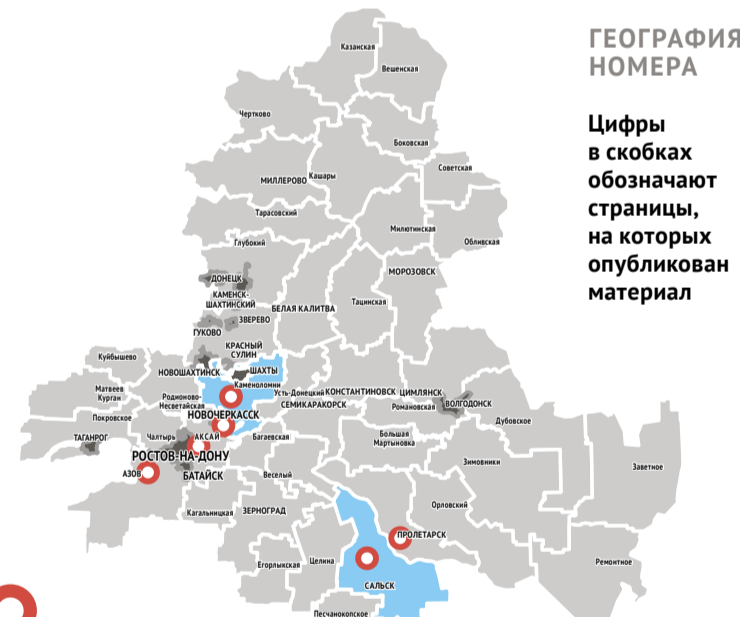 ГЕОГРАФИЯ
НОМЕРА
Цифры
в скобках
обозначают
страницы,
на которых
опубликован
материал
Казанская
Вешенская
Чертково
Боковская
Советская
МИЛЛЕРОВО
Кашары
Тарасовский
Милютинская
Обливская
Глубокий
МОРОЗОВСК
ДОНЕЦК
КАМЕНСК-
ШАХТИНСКИЙ
БЕЛАЯ КАЛИТВА
Тацинская
ЗВЕРЕВО
ГУКОВО
КРАСНЫЙ
СУЛИН
Куйбышево
НОВОШАХТИНСК
ШАХТЫ
Каменоломни
Матвеев
Курган
Родионово-
Несветайская
Усть-Донецкий
КОНСТАНТИНОВСК
ЦИМЛЯНСК
СЕМИКАРАКОРСК
Романовская
ВОЛГОДОНСК
Покровское
НОВОЧЕРКАССК
Дубовское
ТАГАНРОГ
Чалтырь
АКСАЙ
Багаевская
Большая
Мартыновка
РОСТОВ-НА-ДОНУ
Зимовники
Заветное
АЗОВ
БАТАЙСК
Веселый
Орловский
Кагальницкая
ЗЕРНОГРАД
ПРОЛЕТАРСК
Егорлыкская
Целина
Ремонтное
САЛЬСК
Песчанокопское